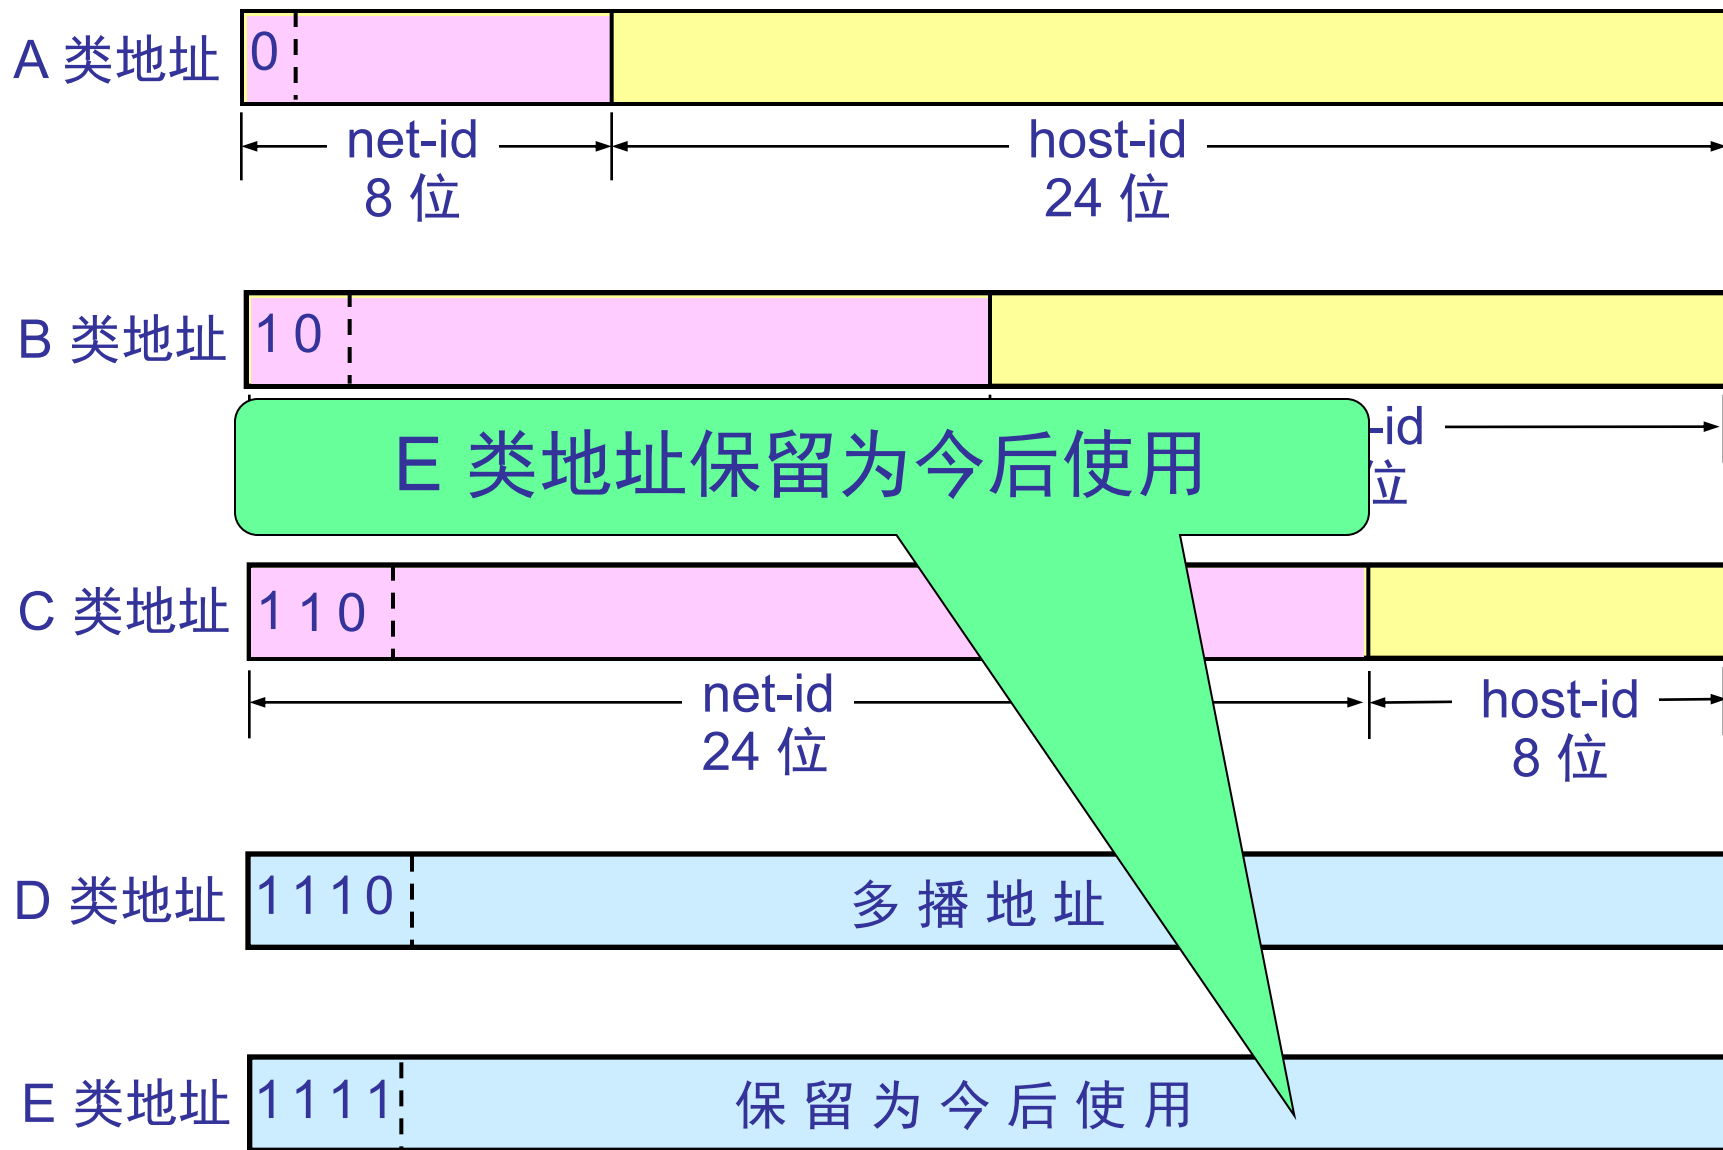 A 类地址 0
net-id host-id
8 位 24 位
B 类地址 1 0
E 类地址保留为今后使用
-id
位
C 类地址 1 1 0
net-id host-id
24 位 8 位
D 类地址 1 1 1 0 多 播 地 址
E 类地址 1 1 1 1 保 留 为 今 后 使 用